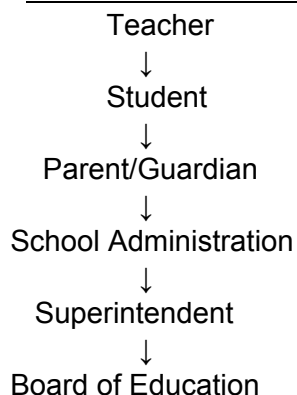 Teacher
↓
Student
↓
Parent/Guardian
↓
School Administration
↓
Superintendent
↓
Board of Education